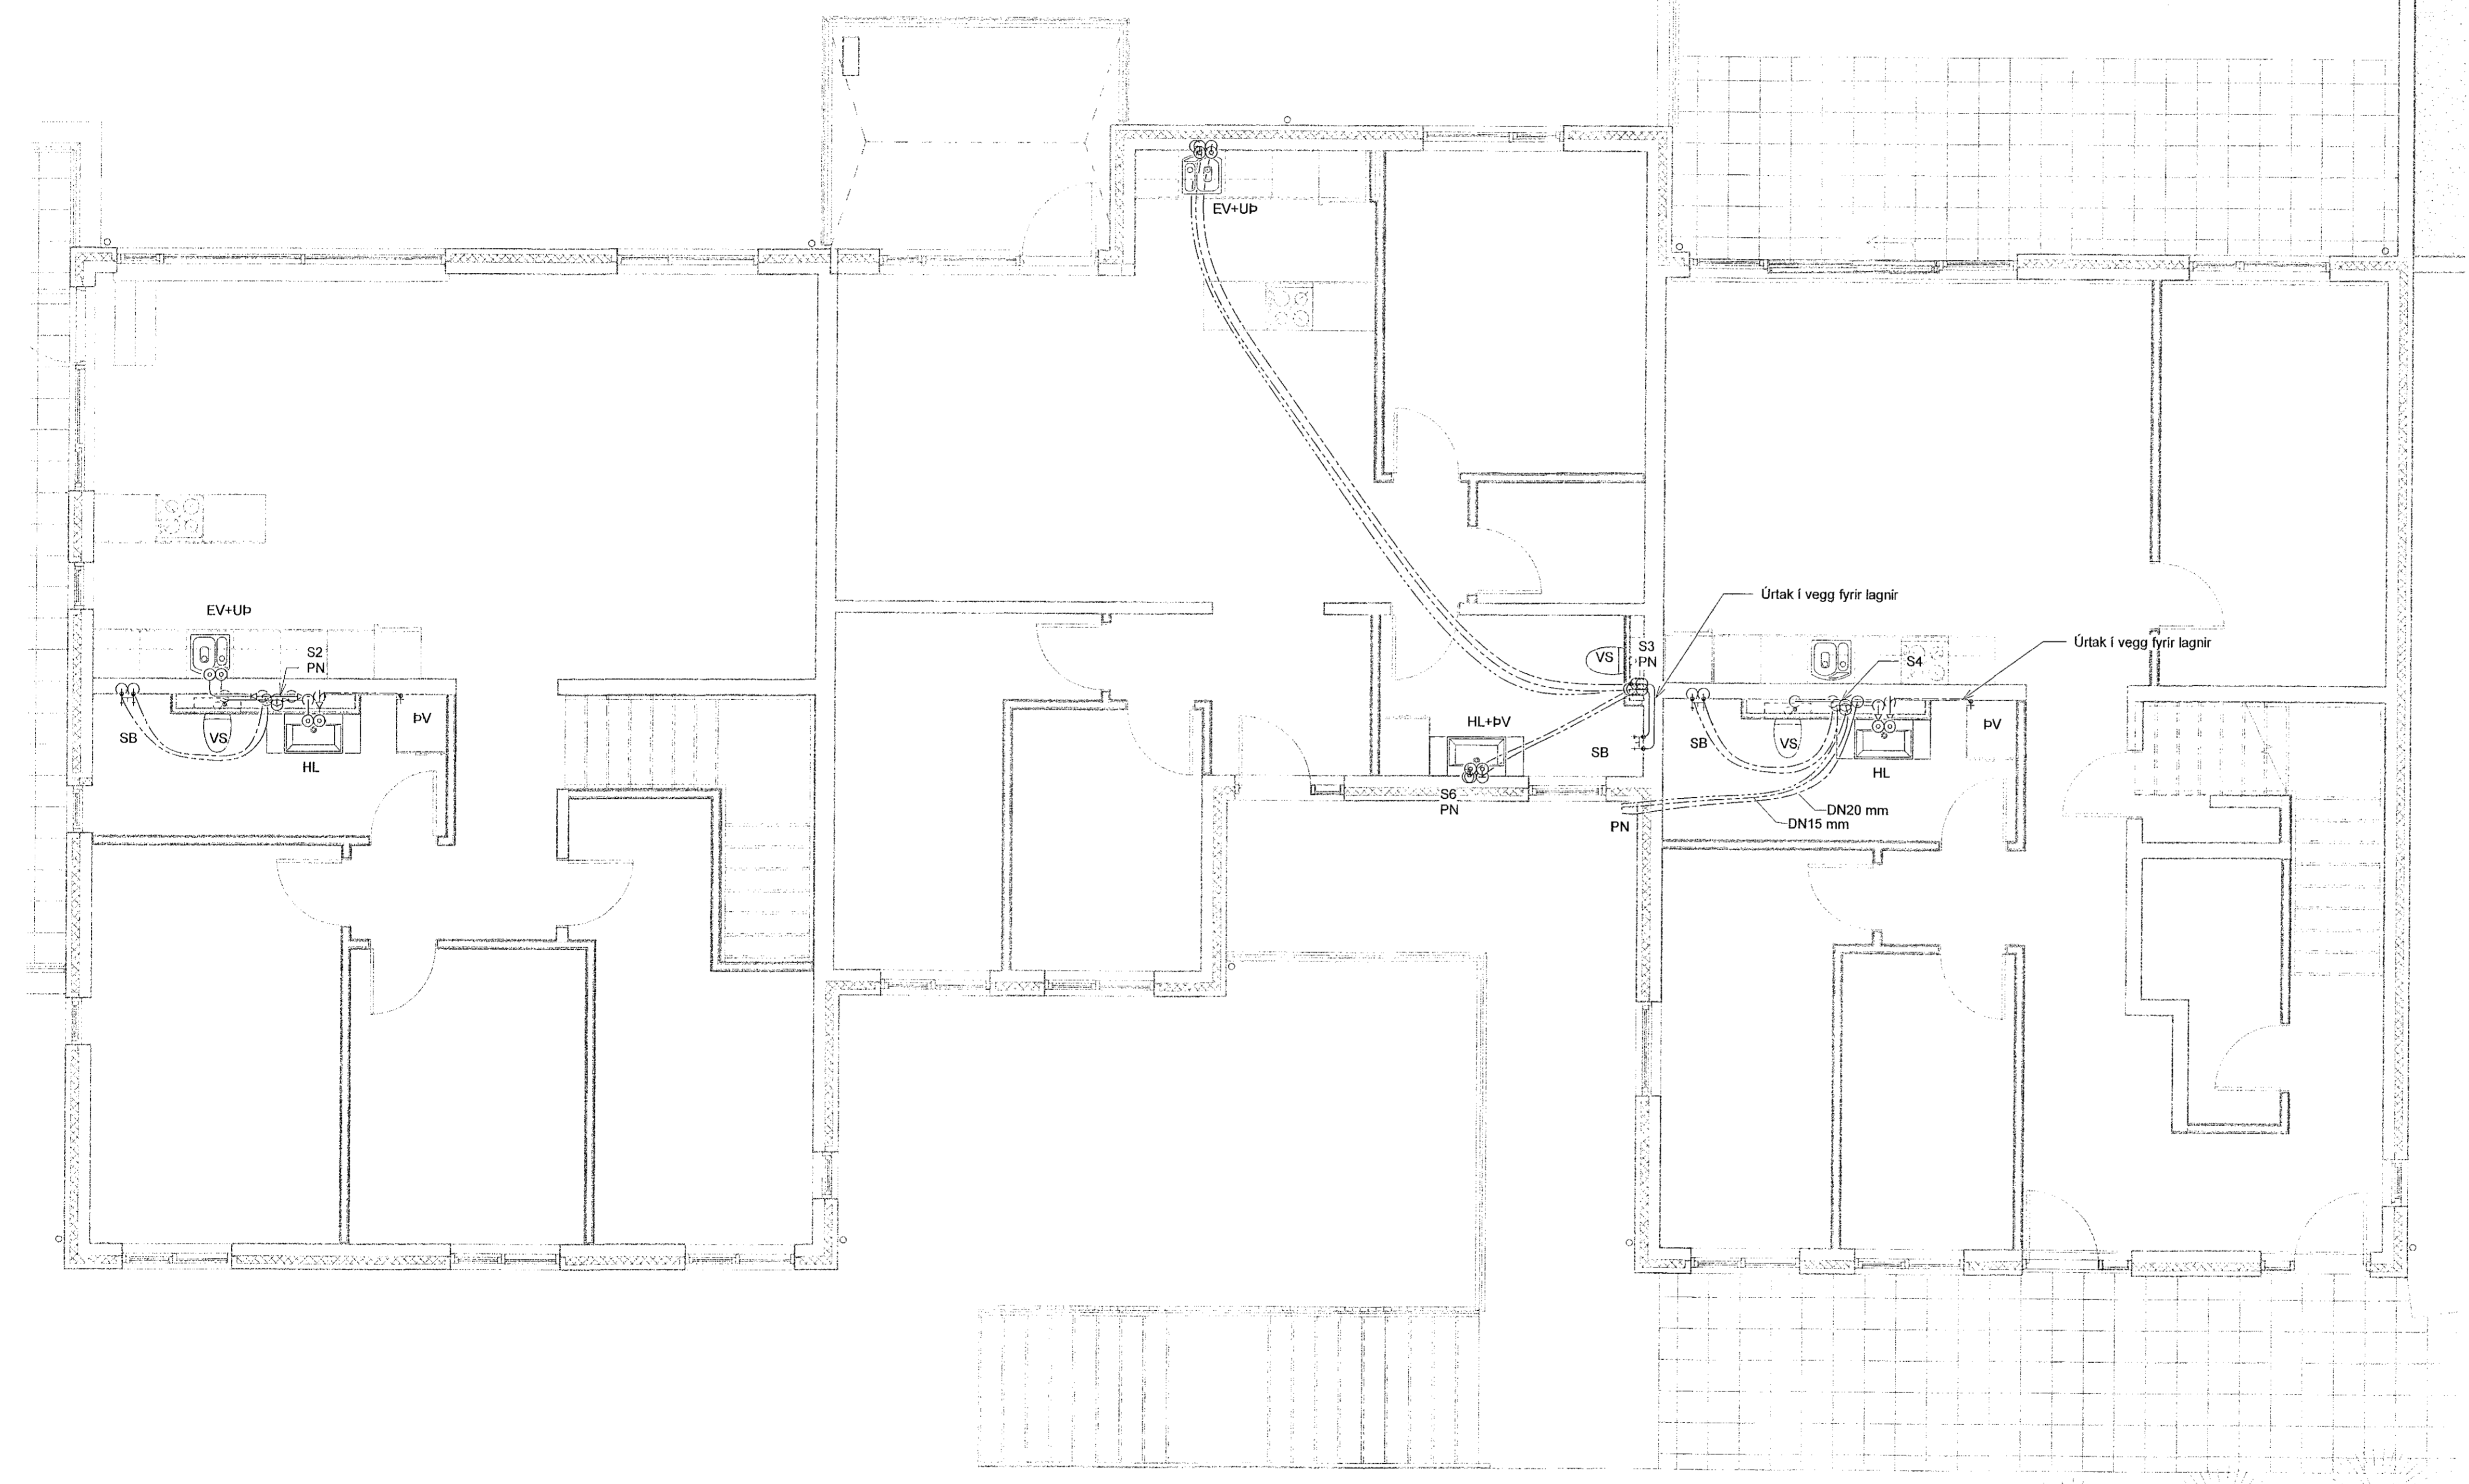 EV+UÞ
Úrtak í vegg fyrir lagnir
EV+UÞ
Úrtak í vegg fyrir lagnir
S2
PN
S3
PN
VS
S4
ÞV
SB
VS
HL
HL+ÞV
SB
SB
VS
HL
ÞV
S6
PN
PN
DN20 mm
DN15 mm